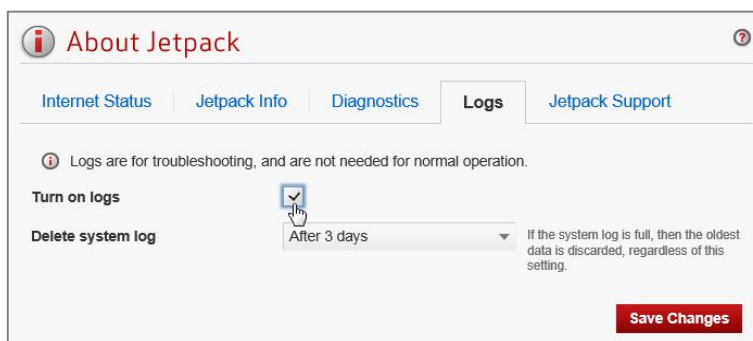 About Jetpack
Internet Status Jetpack Info Diagnostics Logs Jetpack Support
Logs are for troubleshooting, and are not needed for normal operation.
Turn on logs
Delete system log After 3 days If the system log is full, then the oldest
data is discarded, regardless of this
setting.
Save Changes